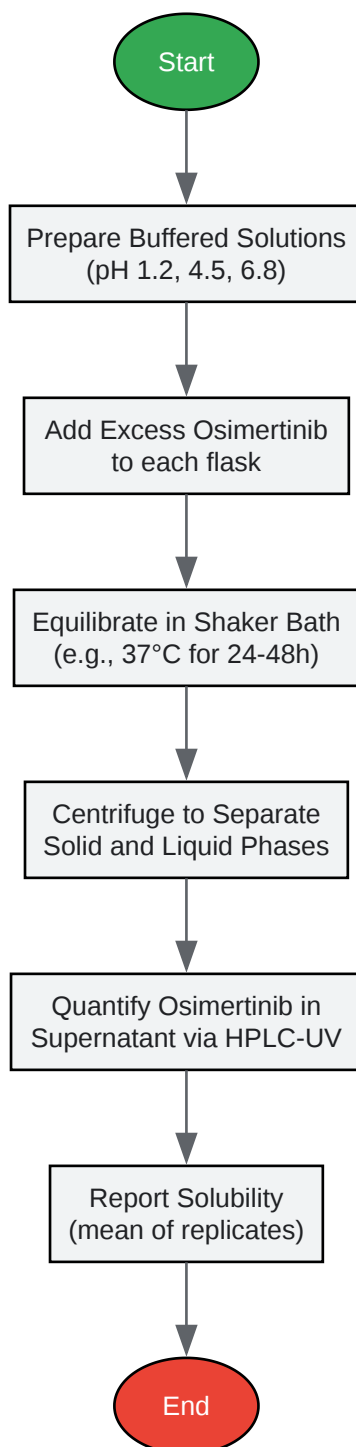 Start
Prepare Buffered Solutions
(pH 1.2, 4.5, 6.8)
Add Excess Osimertinib
to each flask
Equilibrate in Shaker Bath
(e.g., 37°C for 24-48h)
Centrifuge to Separate
Solid and Liquid Phases
Quantify Osimertinib in
Supernatant via HPLC-UV
Report Solubility
(mean of replicates)
End